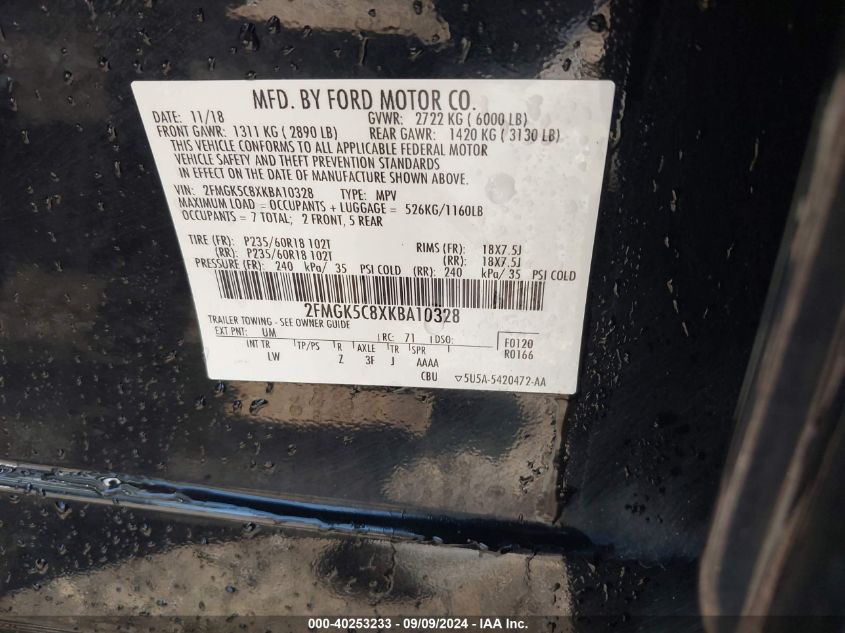 MFD. BY FORD MOTOR CO.
DATE: 11/18 GVWR: 2722 KG ( 6000 LB)
FRONT GAWR: 1311 KG ( 2890 LB) REAR GAWR: 1420 KG ( 3130 LB)
THIS VEHICLE CONFORMS TO ALL APPLICABLE FEDERAL MOTOR
VEHICLE SAFETY AND THEFT PREVENTION STANDARDS
IN EFFECT ON THE DATE OF MANUFACTURE SHOWN ABOVE.
VIN: 2FMGK5C8XKBA10328 TYPE: MPV
MAXIMUM LOAD = OCCUPANTS + LUGGAGE = 526KG/1160LB
OCCUPANTS = 7 TOTAL; 2 FRONT, 5 REAR
TIRE (FR): P235/60R18 102T RIMS (FR): 18X7.5J
(RR): P235/60R18 102T (RR): 18X7.5J
PRESSURE (FR): 240 kPa/ 35 PSI COLD (RR): 240 kPa/ 35 PSI COLD
2FMGK5C8XKBA10328
TRAILER TOWING - SEE OWNER GUIDE
EXT PNT: UM RC: 71 DSO: F0120
INT TR TP/PS R AXLE TR SPR R0166
LW Z 3F J AAAA
CBU ▽5U5A-5420472-AA
000-40253233 - 09/09/2024 - IAA Inc.